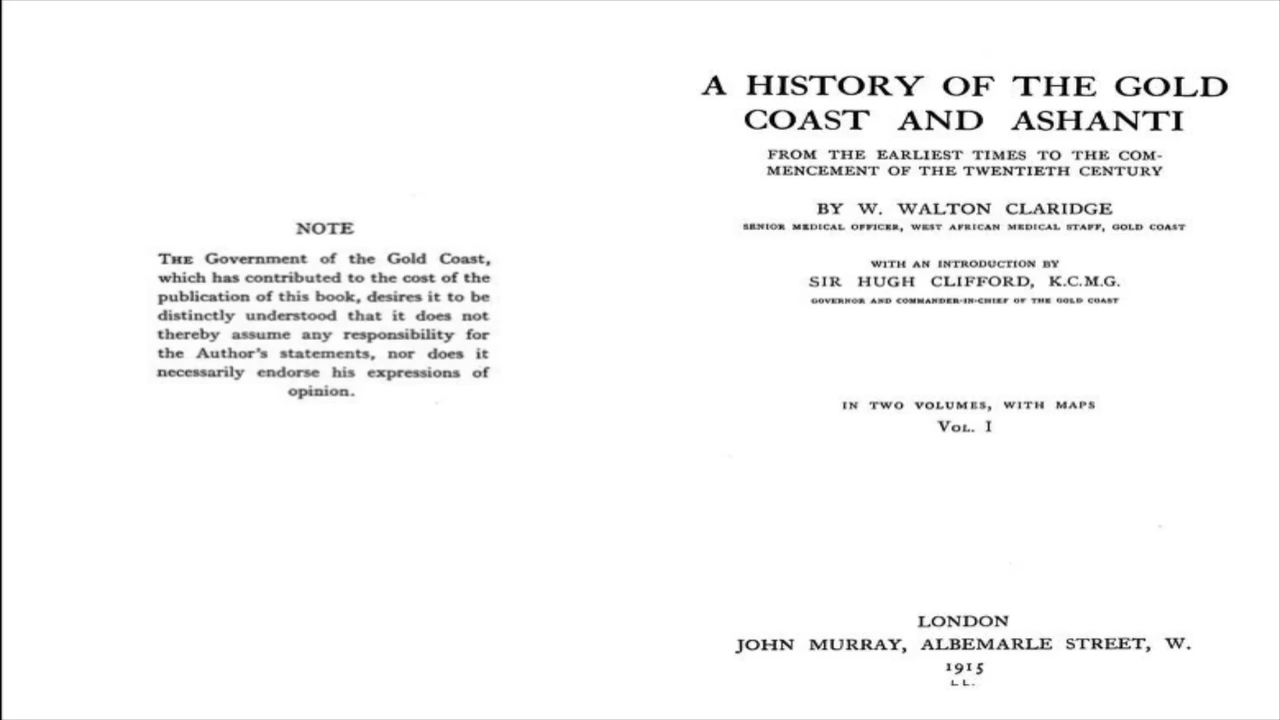 NOTE
THE Government of the Gold Coast,
which has contributed to the cost of the
publication of this book, desires it to be
distinctly understood that it does not
thereby assume any responsibility for
the Author's statements, nor does it
necessarily endorse his expressions of
opinion.
A HISTORY OF THE GOLD
COAST AND ASHANTI
FROM THE EARLIEST TIMES TO THE COM-
MENCEMENT OF THE TWENTIETH CENTURY
BY W. WALTON CLARIDGE
SENIOR MEDICAL OFFICER, WEST AFRICAN MEDICAL STAFF, GOLD COAST
WITH AN INTRODUCTION BY
SIR HUGH CLIFFORD, K.C.M.G.
GOVERNOR AND COMMANDER-IN-CHIEF OF THE GOLD COAST
IN TWO VOLUMES, WITH MAPS
VOL. I
LONDON
JOHN MURRAY, ALBEMARLE STREET, W.
1915
LL.